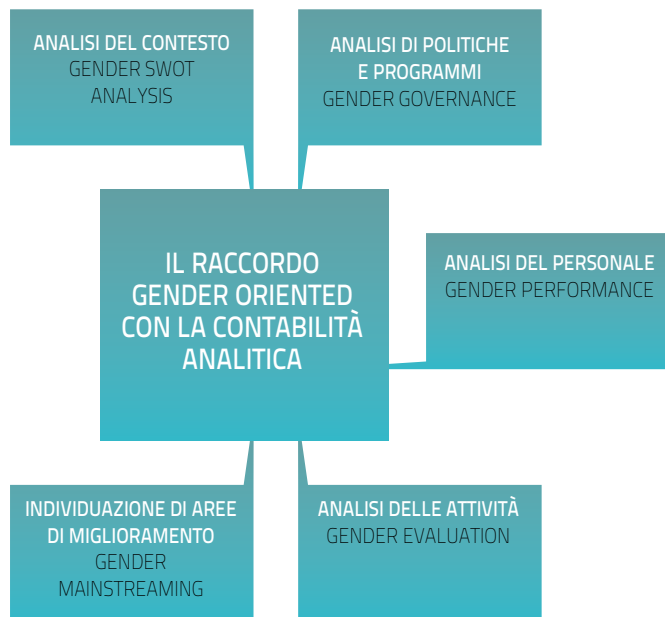 ANALISI DEL CONTESTO
GENDER SWOT
ANALYSIS
ANALISI DI POLITICHE
E PROGRAMMI
GENDER GOVERNANCE
IL RACCORDO
GENDER ORIENTED
CON LA CONTABILITÀ
ANALITICA
ANALISI DEL PERSONALE
GENDER PERFORMANCE
INDIVIDUAZIONE DI AREE
DI MIGLIORAMENTO
GENDER
MAINSTREAMING
ANALISI DELLE ATTIVITÀ
GENDER EVALUATION